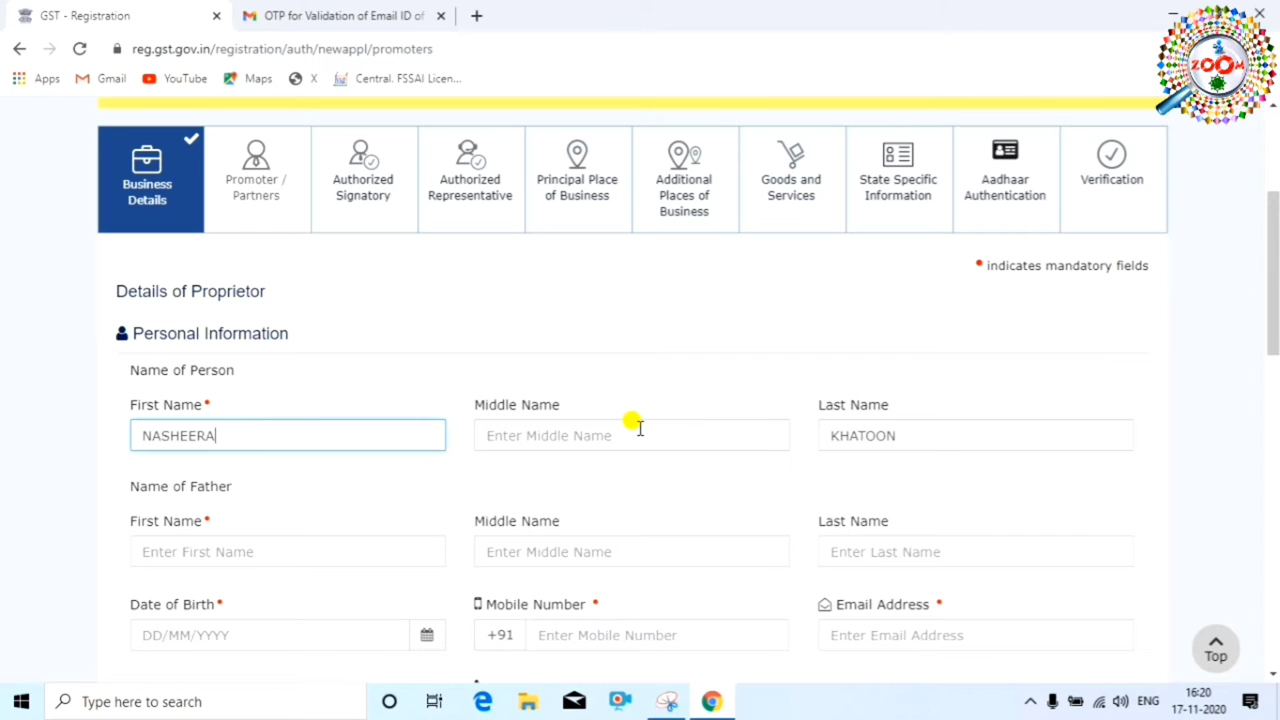 GST - Registration
OTP for Validation of Email ID of
reg.gst.gov.in/registration/auth/newappl/promoters
Apps Gmail YouTube Maps X Central. FSSAI Licen...
ZOOM
Business Details
Promoter / Partners
Authorized Signatory
Authorized Representative
Principal Place of Business
Additional Places of Business
Goods and Services
State Specific Information
Aadhaar Authentication
Verification
• indicates mandatory fields
Details of Proprietor
Personal Information
Name of Person
First Name • Middle Name Last Name
NASHEERA Enter Middle Name KHATOON
Name of Father
First Name • Middle Name Last Name
Enter First Name Enter Middle Name Enter Last Name
Date of Birth • Mobile Number • Email Address •
DD/MM/YYYY +91 Enter Mobile Number Enter Email Address
Top
Type here to search
ENG
16:20
17-11-2020